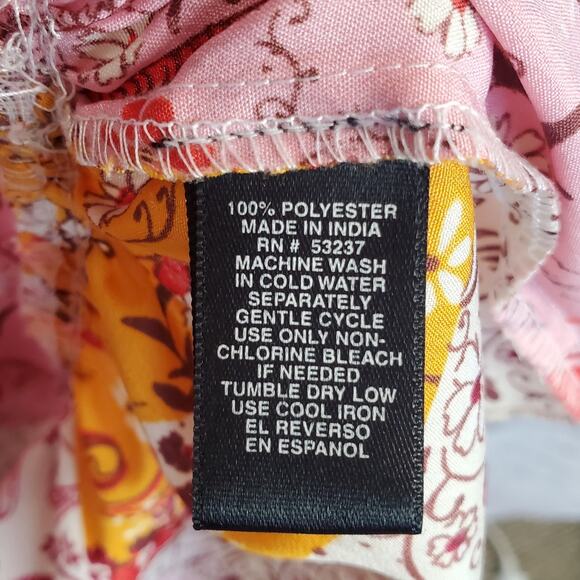 100% POLYESTER
MADE IN INDIA
RN # 53237
MACHINE WASH
IN COLD WATER
SEPARATELY
GENTLE CYCLE
USE ONLY NON-
CHLORINE BLEACH
IF NEEDED
TUMBLE DRY LOW
USE COOL IRON
EL REVERSO
EN ESPANOL